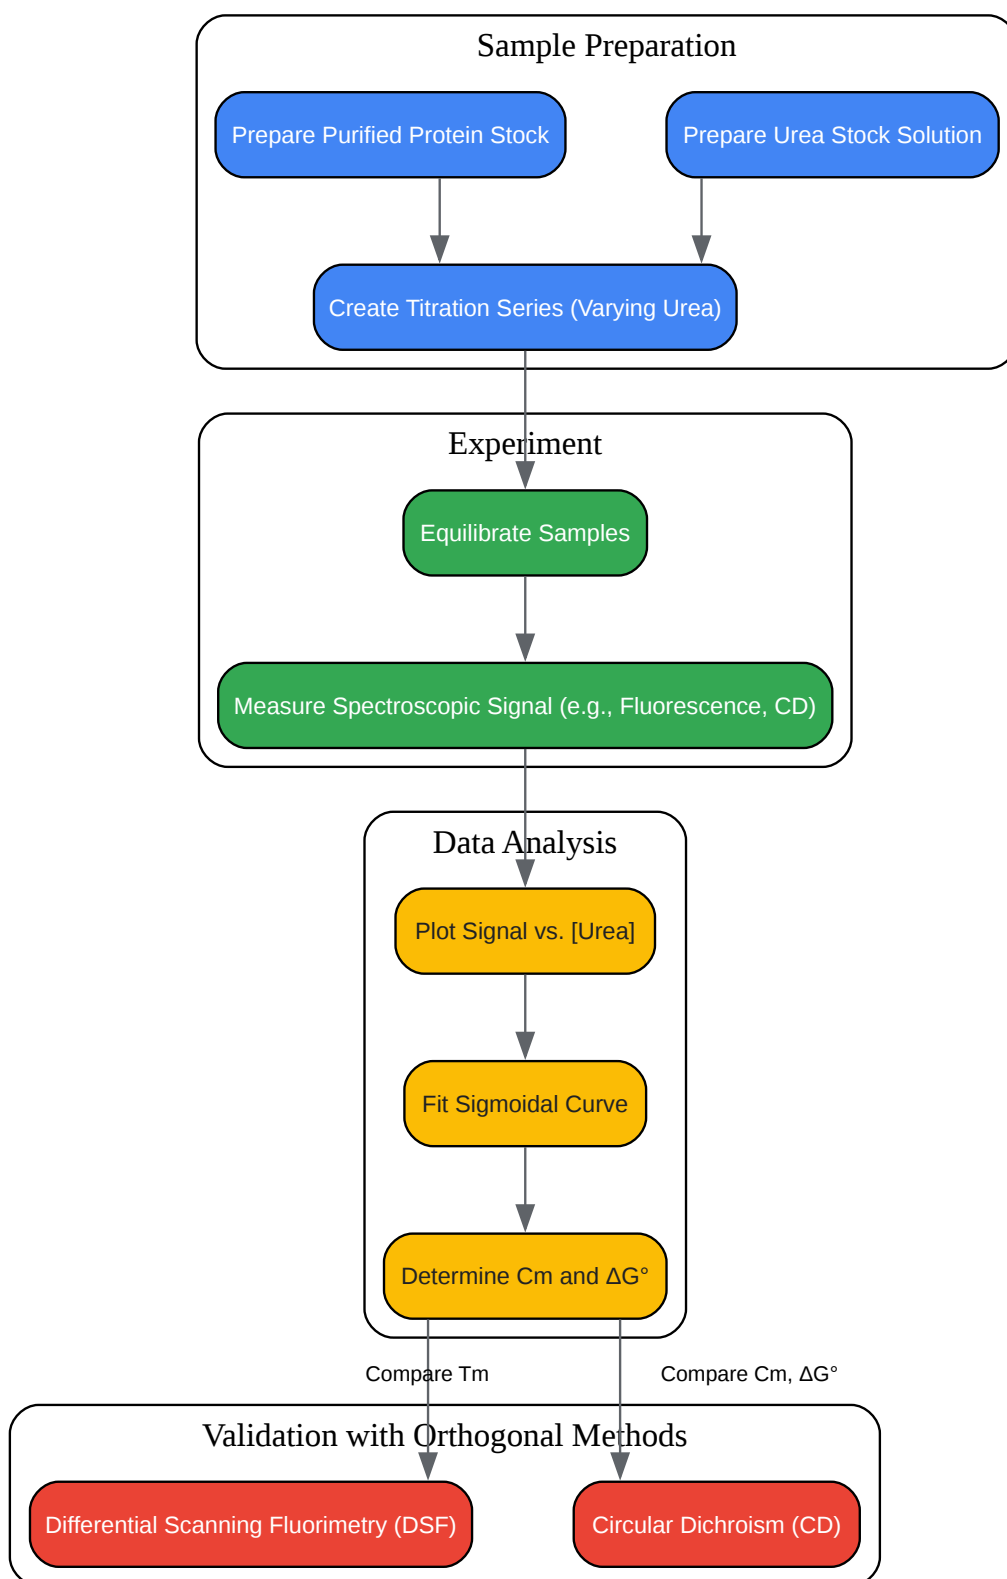 Sample Preparation
Prepare Purified Protein Stock
Prepare Urea Stock Solution
Create Titration Series (Varying Urea)
Experiment
Equilibrate Samples
Measure Spectroscopic Signal (e.g., Fluorescence, CD)
Data Analysis
Plot Signal vs. [Urea]
Fit Sigmoidal Curve
Determine Cm and ΔG°
Compare Tm
Compare Cm, ΔG°
Validation with Orthogonal Methods
Differential Scanning Fluorimetry (DSF)
Circular Dichroism (CD)